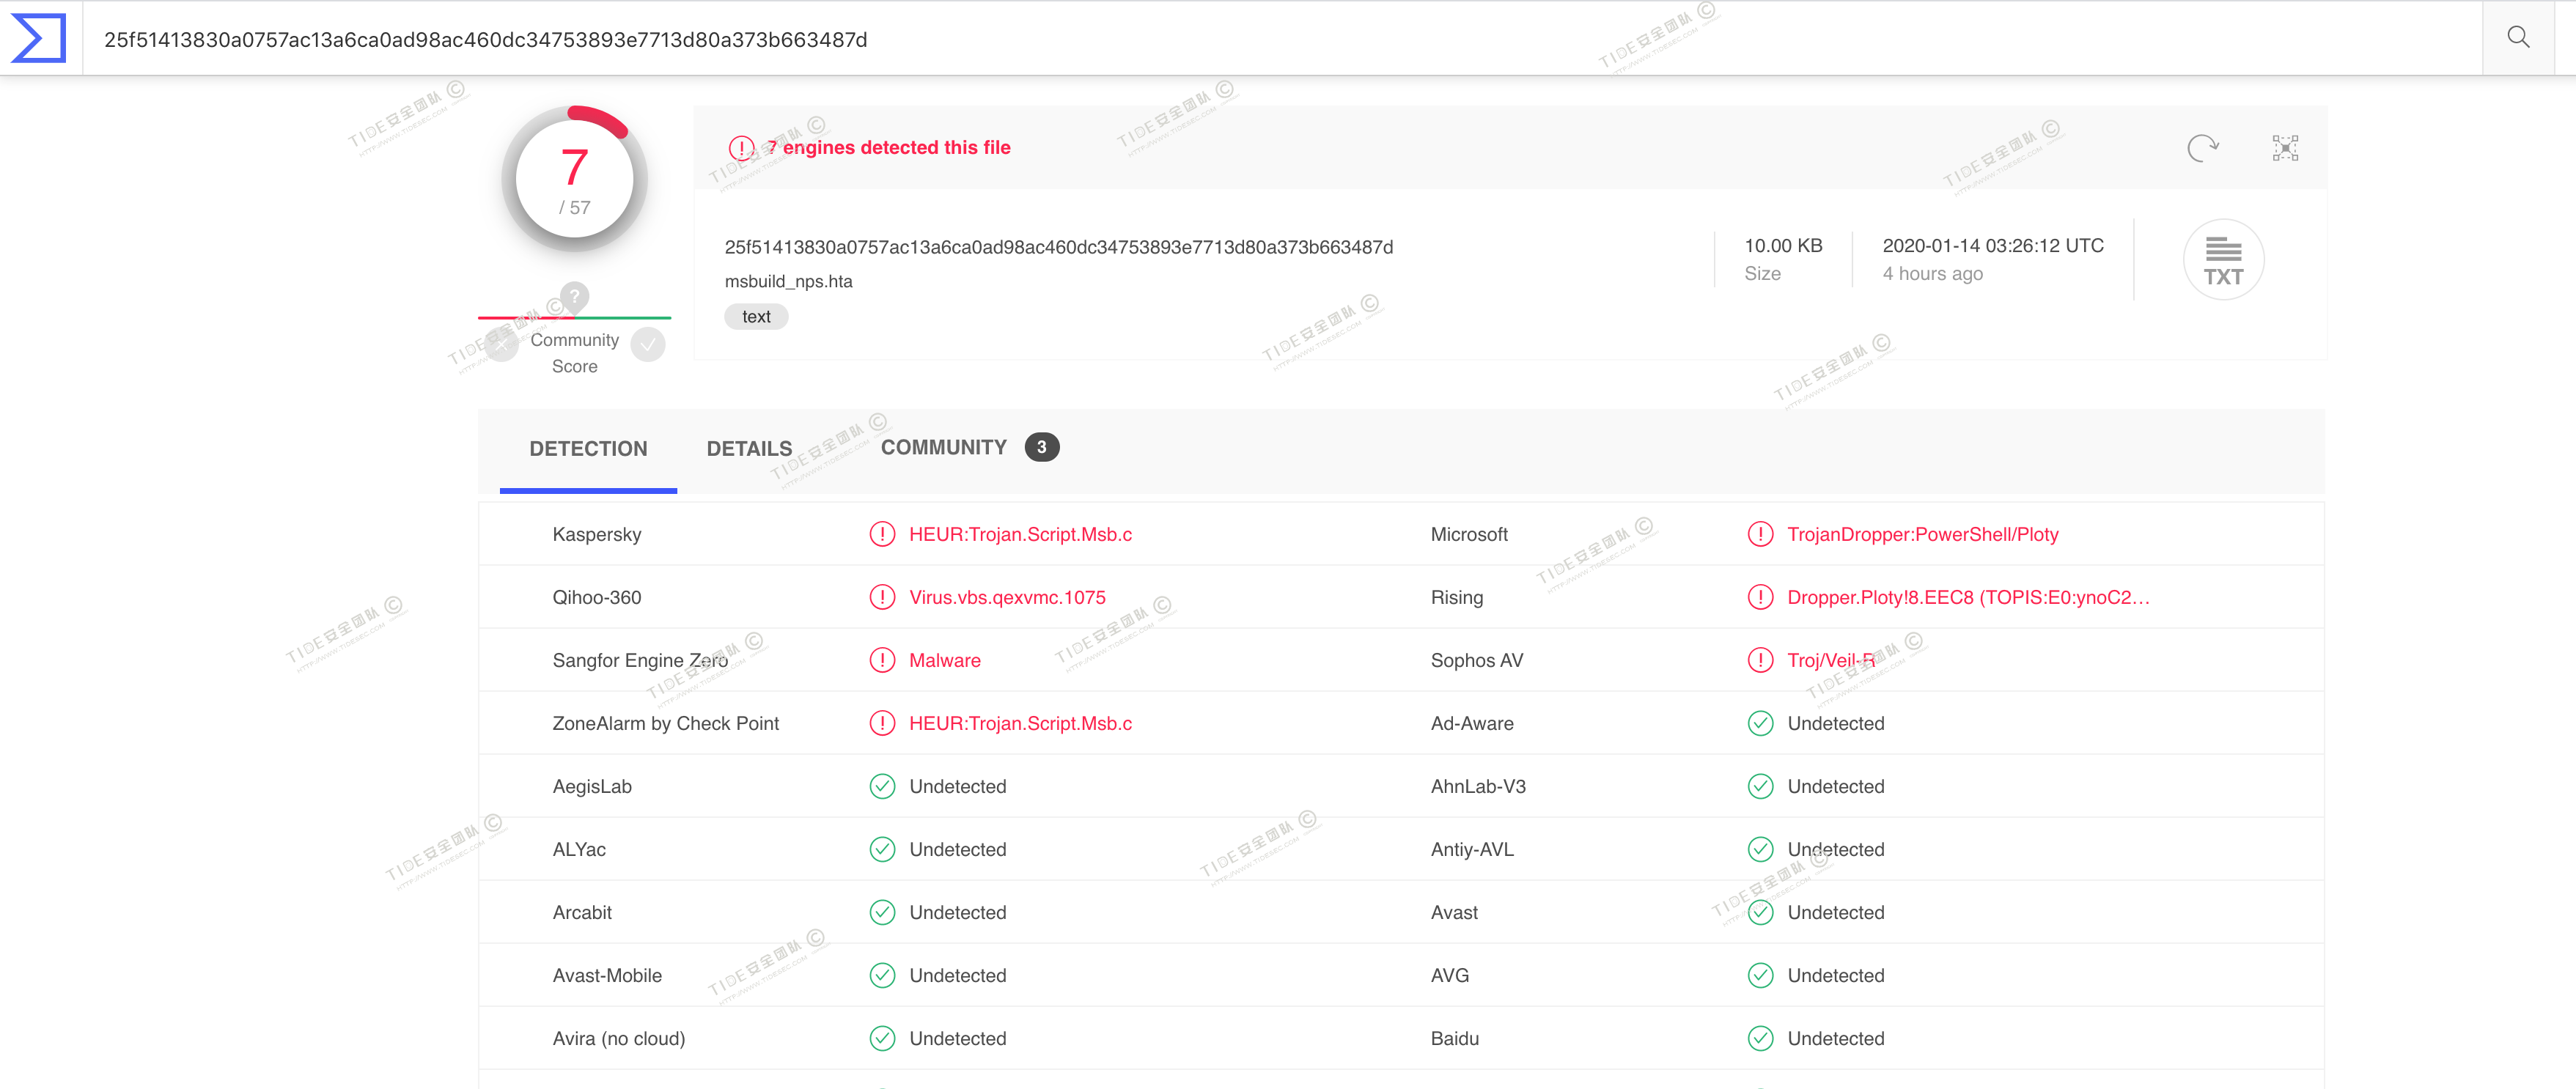 25f51413830a0757ac13a6ca0ad98ac460dc34753893e7713d80a373b663487d
7
/ 57
7 engines detected this file
25f51413830a0757ac13a6ca0ad98ac460dc34753893e7713d80a373b663487d
msbuild_nps.hta
text
10.00 KB
Size
2020-01-14 03:26:12 UTC
4 hours ago
TXT
?
Community
Score
DETECTION DETAILS COMMUNITY 3
Kaspersky HEUR:Trojan.Script.Msb.c Microsoft TrojanDropper:PowerShell/Ploty
Qihoo-360 Virus.vbs.qexvmc.1075 Rising Dropper.Ploty!8.EEC8 (TOPIS:E0:ynoC2…
Sangfor Engine Zero Malware Sophos AV Troj/Veil-R
ZoneAlarm by Check Point HEUR:Trojan.Script.Msb.c Ad-Aware Undetected
AegisLab Undetected AhnLab-V3 Undetected
ALYac Undetected Antiy-AVL Undetected
Arcabit Undetected Avast Undetected
Avast-Mobile Undetected AVG Undetected
Avira (no cloud) Undetected Baidu Undetected
TIDE安全团队 ©
HTTP://WWW.TIDESEC.COM